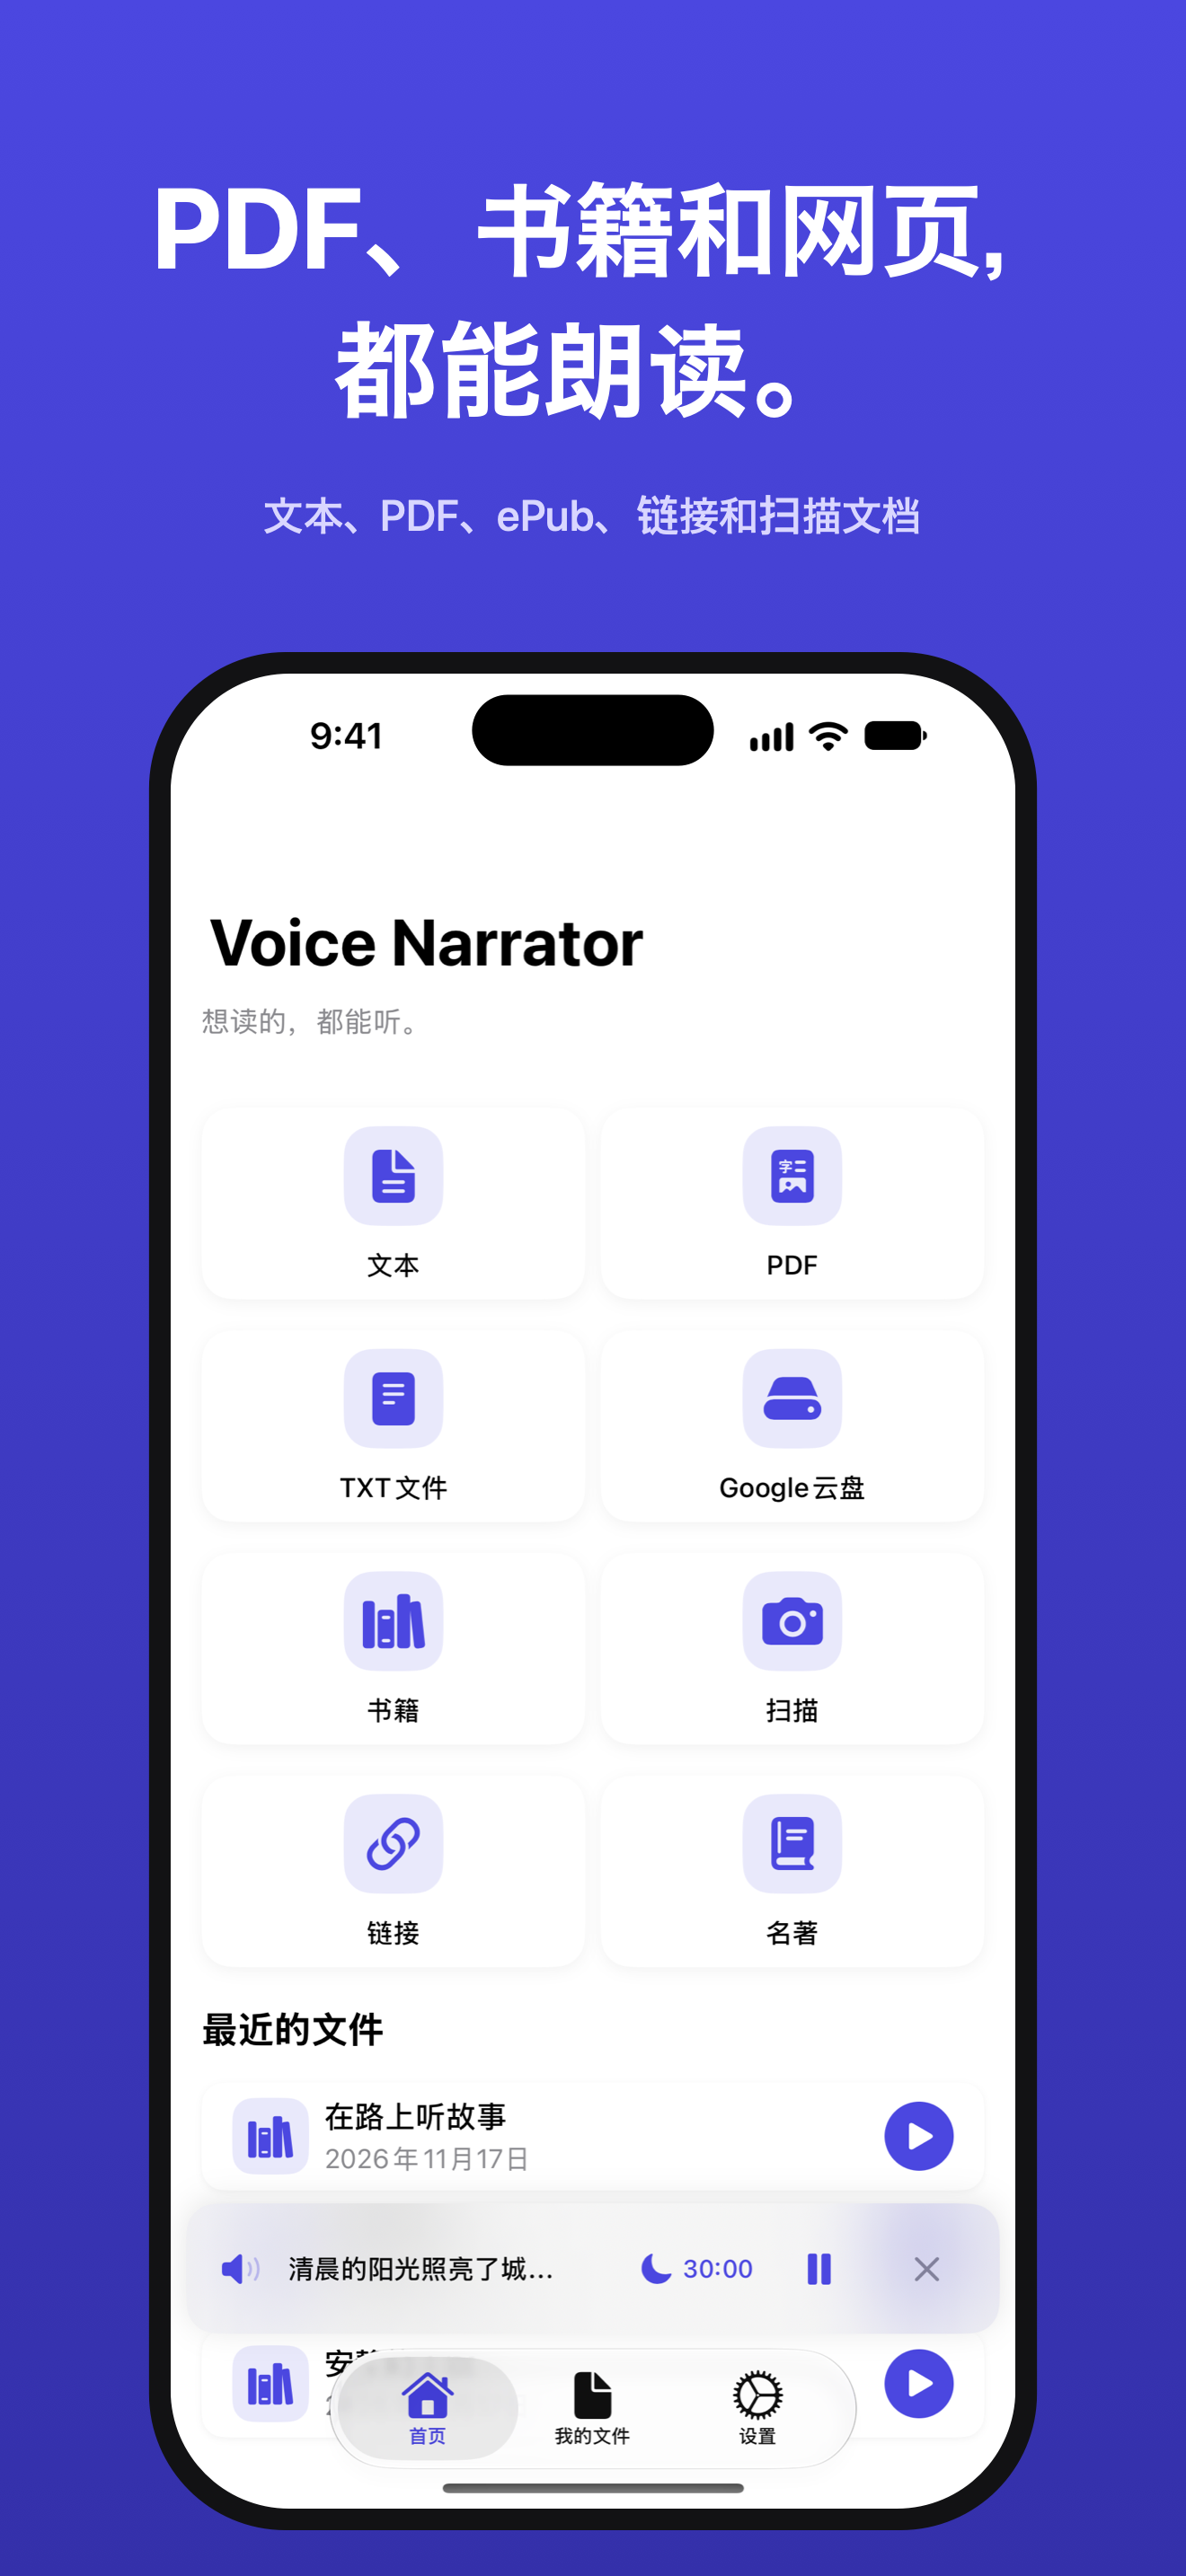 PDF、书籍和网页,
都能朗读。
文本、PDF、ePub、链接和扫描文档
9:41
Voice Narrator
想读的，都能听。
文本
PDF
TXT 文件
Google 云盘
书籍
扫描
链接
名著
最近的文件
在路上听故事
2026年11月17日
清晨的阳光照亮了城...
30:00
安
首页
我的文件
设置